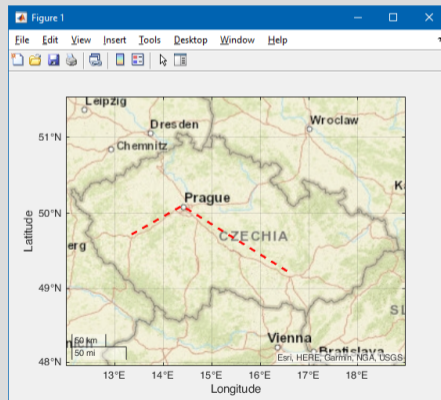 Figure 1
File Edit View Insert Tools Desktop Window Help
Leipzig
Dresden
Wroclaw
51°N
Chemnitz
Prague
50°N
CZECHIA
erg
Latitude
49°N
50 km
50 mi
Vienna
Bratislava
48°N
Esri, HERE, Garmin, NGA, USGS
13°E 14°E 15°E 16°E 17°E 18°E
Longitude